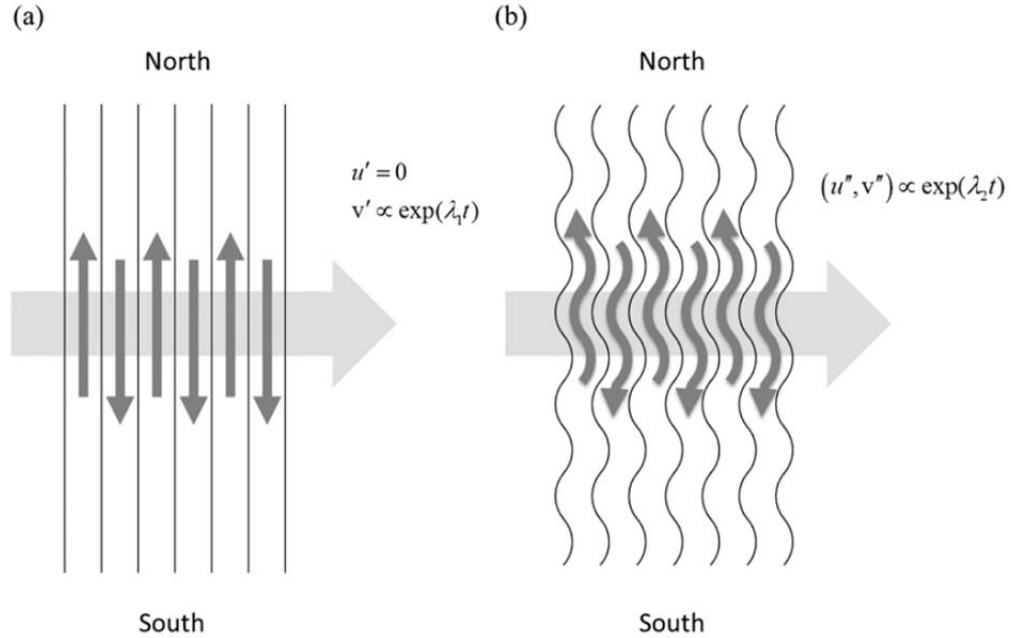 (a)
North
u′ = 0
v′ ∝ exp(λ₁t)
South
(b)
North
(u″, v″) ∝ exp(λ₂t)
South